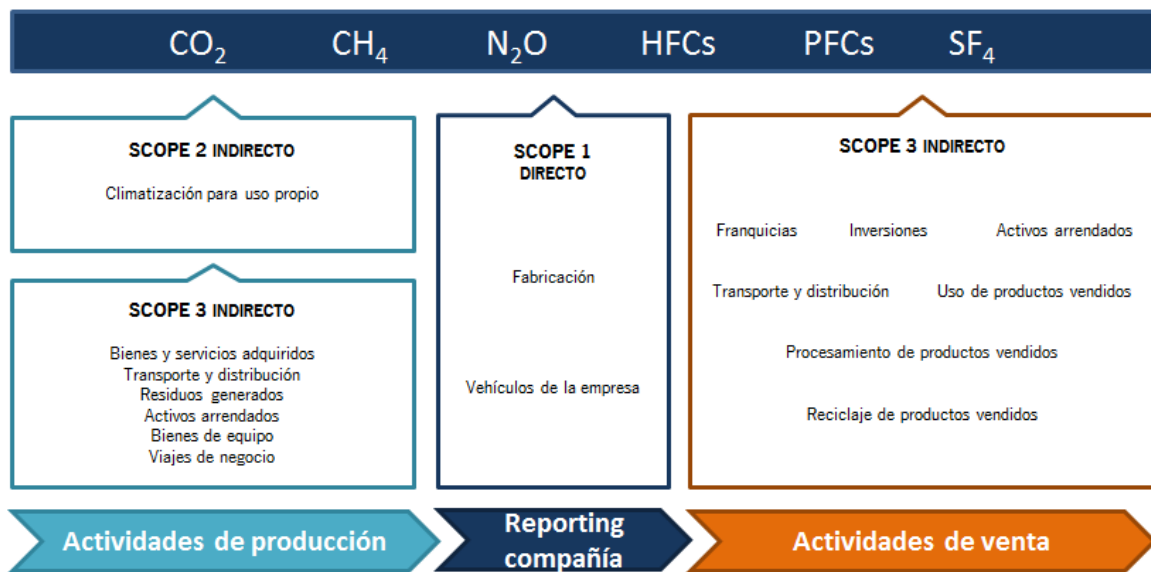 CO₂ CH₄ N₂O HFCs PFCs SF₄
SCOPE 2 INDIRECTO
Climatización para uso propio
SCOPE 3 INDIRECTO
Bienes y servicios adquiridos
Transporte y distribución
Residuos generados
Activos arrendados
Bienes de equipo
Viajes de negocio
SCOPE 1
DIRECTO
Fabricación
Vehículos de la empresa
SCOPE 3 INDIRECTO
Franquicias Inversiones Activos arrendados
Transporte y distribución Uso de productos vendidos
Procesamiento de productos vendidos
Reciclaje de productos vendidos
Actividades de producción
Reporting
compañía
Actividades de venta